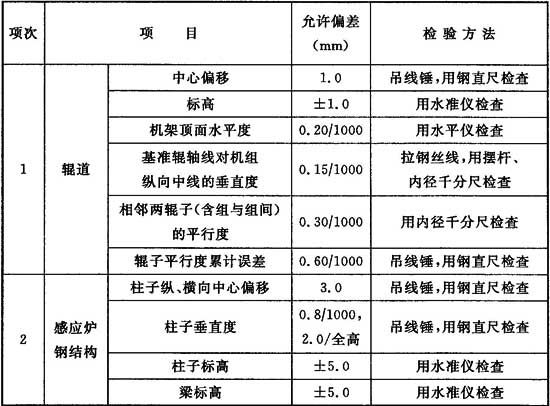 项次 项 目 允许偏差(mm) 检验方法
1 辊道 中心偏移 1.0 吊线锤,用钢直尺检查
标高 ±1.0 用水准仪检查
机架顶面水平度 0.20/1000 用水平仪检查
基准辊轴线对机组
纵向中线的垂直度 0.15/1000 拉钢丝线,用摆杆、
内径千分尺检查
相邻两辊子(含组与组间)
的平行度 0.30/1000 用内径千分尺检查
辊子平行度累计误差 0.60/1000 吊线锤,用钢直尺检查
2 感应炉
钢结构 柱子纵、横向中心偏移 3.0 吊线锤,用钢直尺检查
柱子垂直度 0.8/1000,
2.0/全高 吊线锤,用钢直尺检查
柱子标高 ±5.0 用水准仪检查
梁标高 ±5.0 用水准仪检查